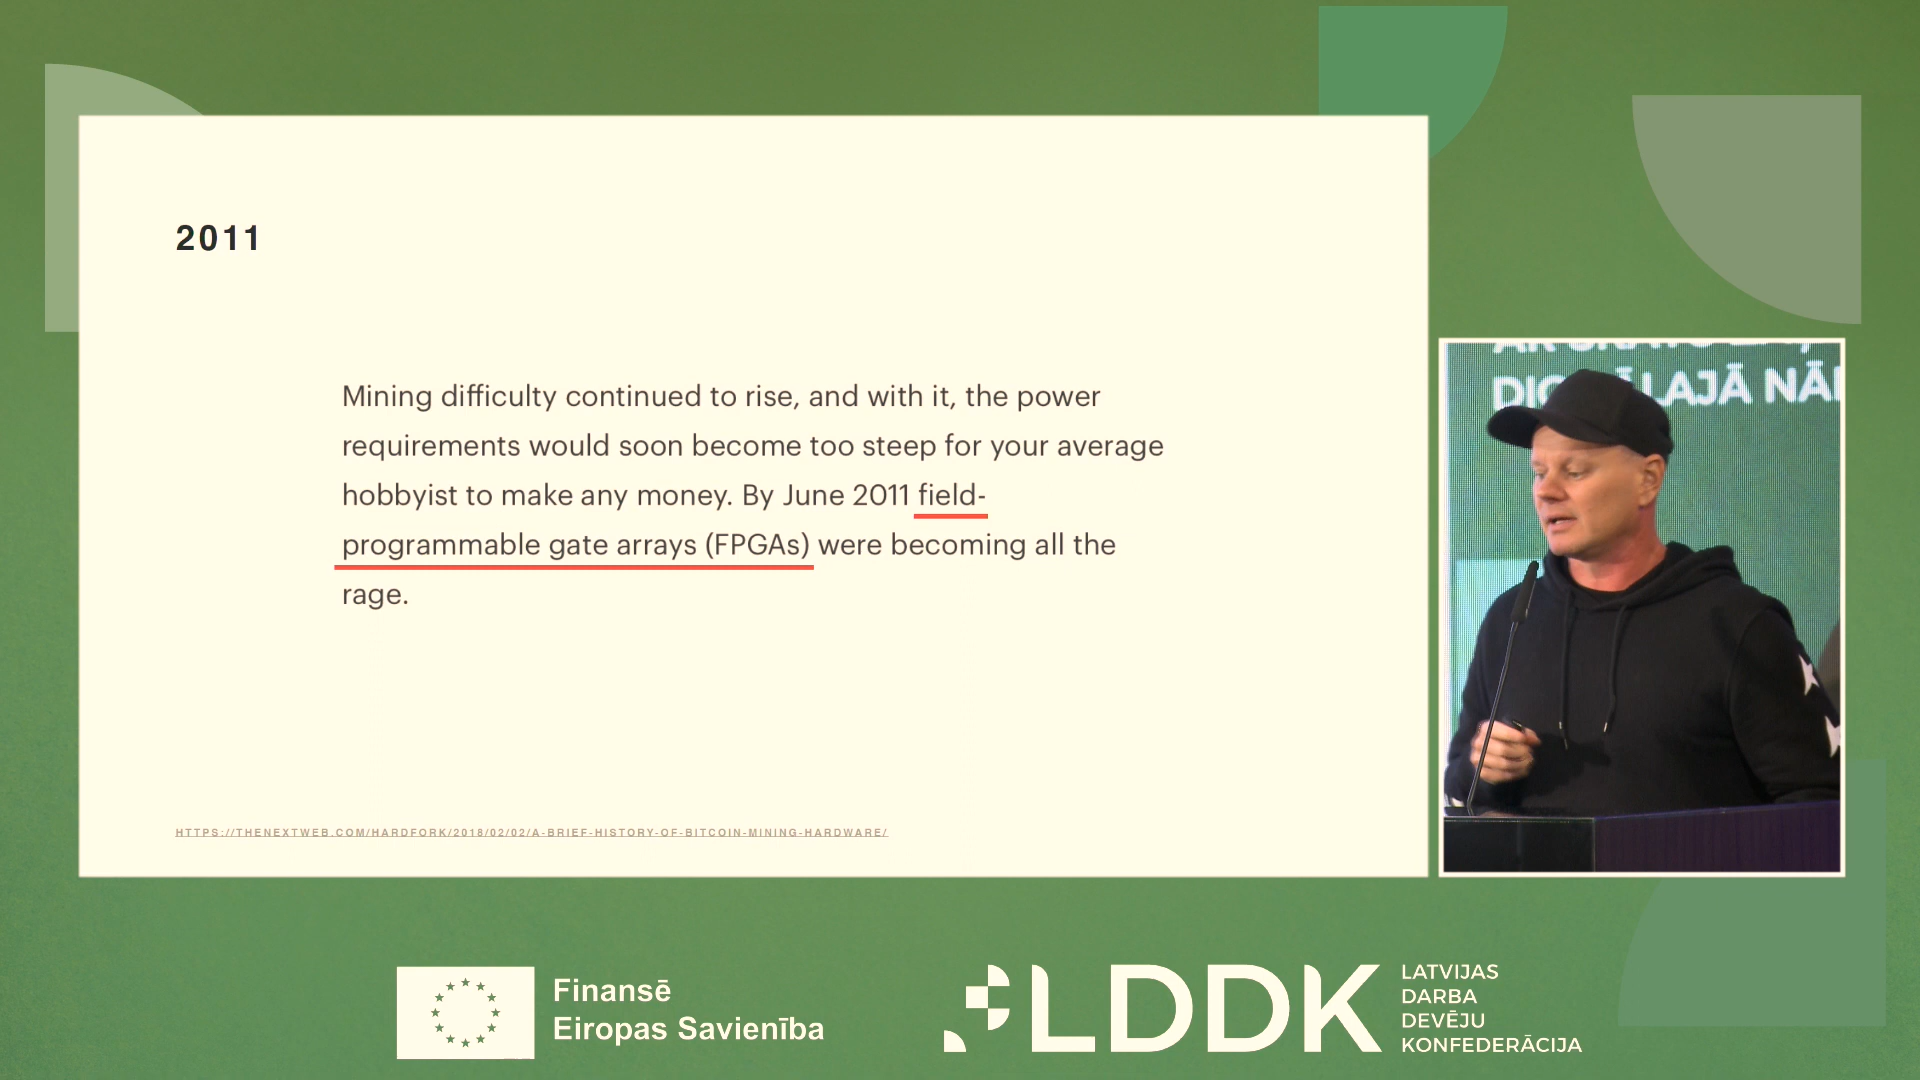 2011
Mining difficulty continued to rise, and with it, the power
requirements would soon become too steep for your average
hobbyist to make any money. By June 2011 field-
programmable gate arrays (FPGAs) were becoming all the
rage.
HTTPS://THENEXTWEB.COM/HARDFORK/2018/02/02/A-BRIEF-HISTORY-OF-BITCOIN-MINING-HARDWARE/
Finansē
Eiropas Savienība
LDDK
LATVIJAS
DARBA
DEVĒJU
KONFEDERĀCIJA